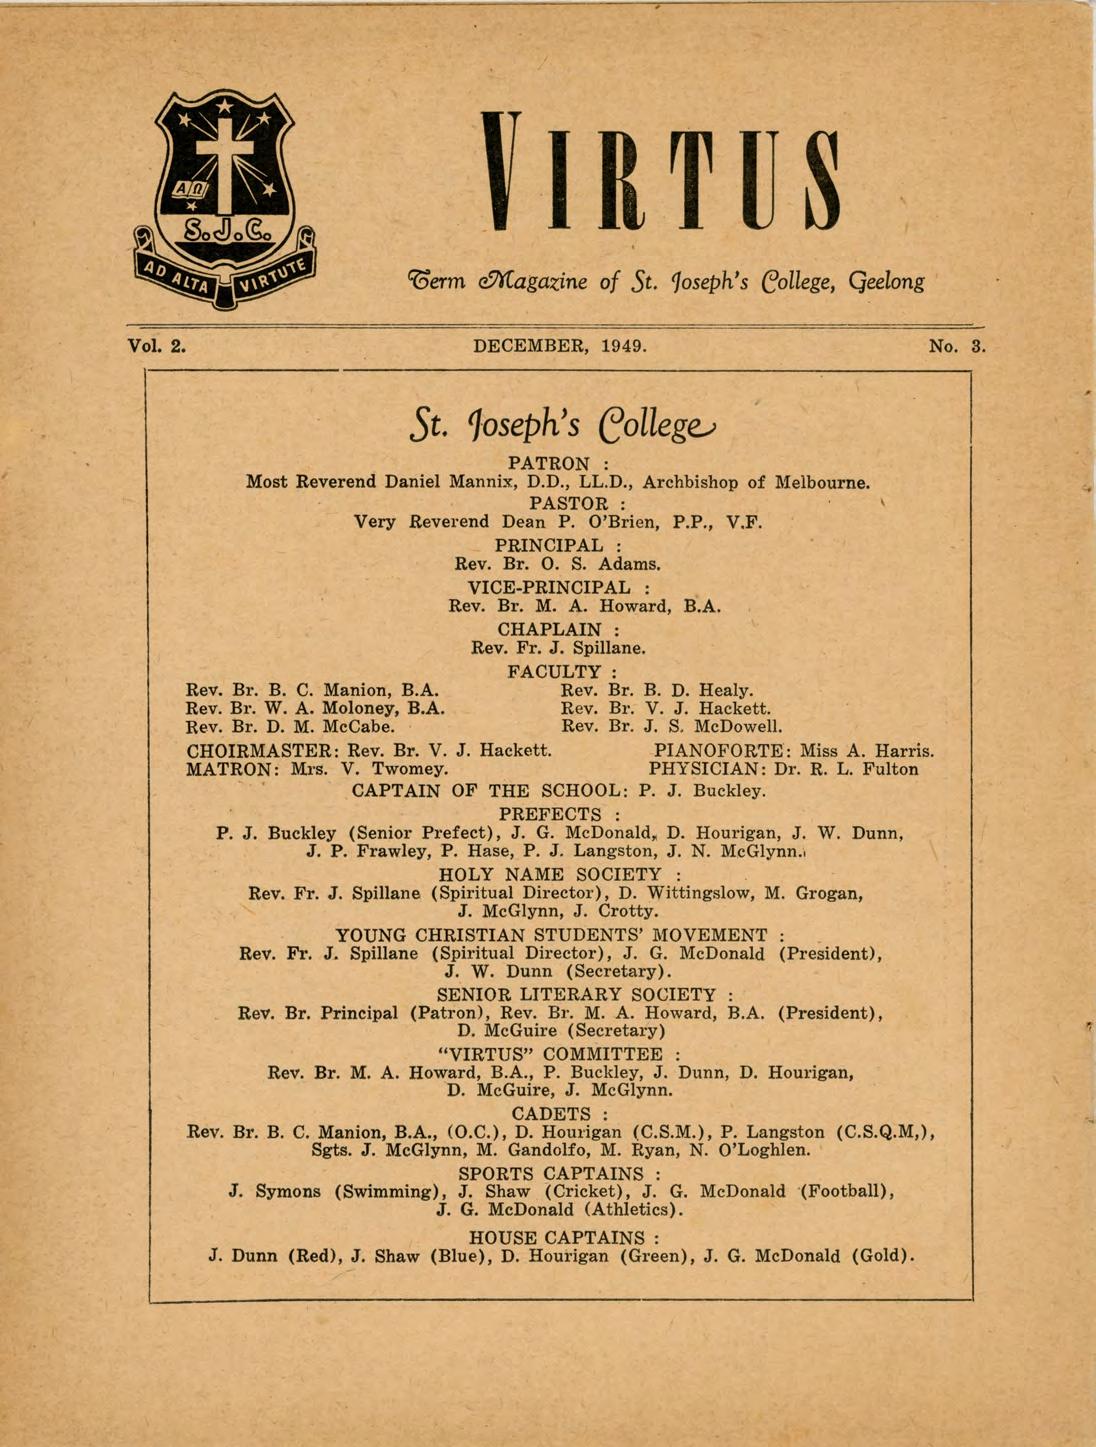 ΑΩ
S.J.C.
AD ALTA VIRTUTE
VIRTUS
Term Magazine of St. Joseph's College, Geelong
Vol. 2. DECEMBER, 1949. No. 3.
St. Joseph's College
PATRON :
Most Reverend Daniel Mannix, D.D., LL.D., Archbishop of Melbourne.
PASTOR :
Very Reverend Dean P. O'Brien, P.P., V.F.
PRINCIPAL :
Rev. Br. O. S. Adams.
VICE-PRINCIPAL :
Rev. Br. M. A. Howard, B.A.
CHAPLAIN :
Rev. Fr. J. Spillane.
FACULTY :
Rev. Br. B. C. Manion, B.A. Rev. Br. B. D. Healy.
Rev. Br. W. A. Moloney, B.A. Rev. Br. V. J. Hackett.
Rev. Br. D. M. McCabe. Rev. Br. J. S. McDowell.
CHOIRMASTER: Rev. Br. V. J. Hackett. PIANOFORTE: Miss A. Harris.
MATRON: Mrs. V. Twomey. PHYSICIAN: Dr. R. L. Fulton
CAPTAIN OF THE SCHOOL: P. J. Buckley.
PREFECTS :
P. J. Buckley (Senior Prefect), J. G. McDonald, D. Hourigan, J. W. Dunn,
J. P. Frawley, P. Hase, P. J. Langston, J. N. McGlynn.
HOLY NAME SOCIETY :
Rev. Fr. J. Spillane (Spiritual Director), D. Wittingslow, M. Grogan,
J. McGlynn, J. Crotty.
YOUNG CHRISTIAN STUDENTS' MOVEMENT :
Rev. Fr. J. Spillane (Spiritual Director), J. G. McDonald (President),
J. W. Dunn (Secretary).
SENIOR LITERARY SOCIETY :
Rev. Br. Principal (Patron), Rev. Br. M. A. Howard, B.A. (President),
D. McGuire (Secretary)
"VIRTUS" COMMITTEE :
Rev. Br. M. A. Howard, B.A., P. Buckley, J. Dunn, D. Hourigan,
D. McGuire, J. McGlynn.
CADETS :
Rev. Br. B. C. Manion, B.A., (O.C.), D. Hourigan (C.S.M.), P. Langston (C.S.Q.M,),
Sgts. J. McGlynn, M. Gandolfo, M. Ryan, N. O'Loghlen.
SPORTS CAPTAINS :
J. Symons (Swimming), J. Shaw (Cricket), J. G. McDonald (Football),
J. G. McDonald (Athletics).
HOUSE CAPTAINS :
J. Dunn (Red), J. Shaw (Blue), D. Hourigan (Green), J. G. McDonald (Gold).